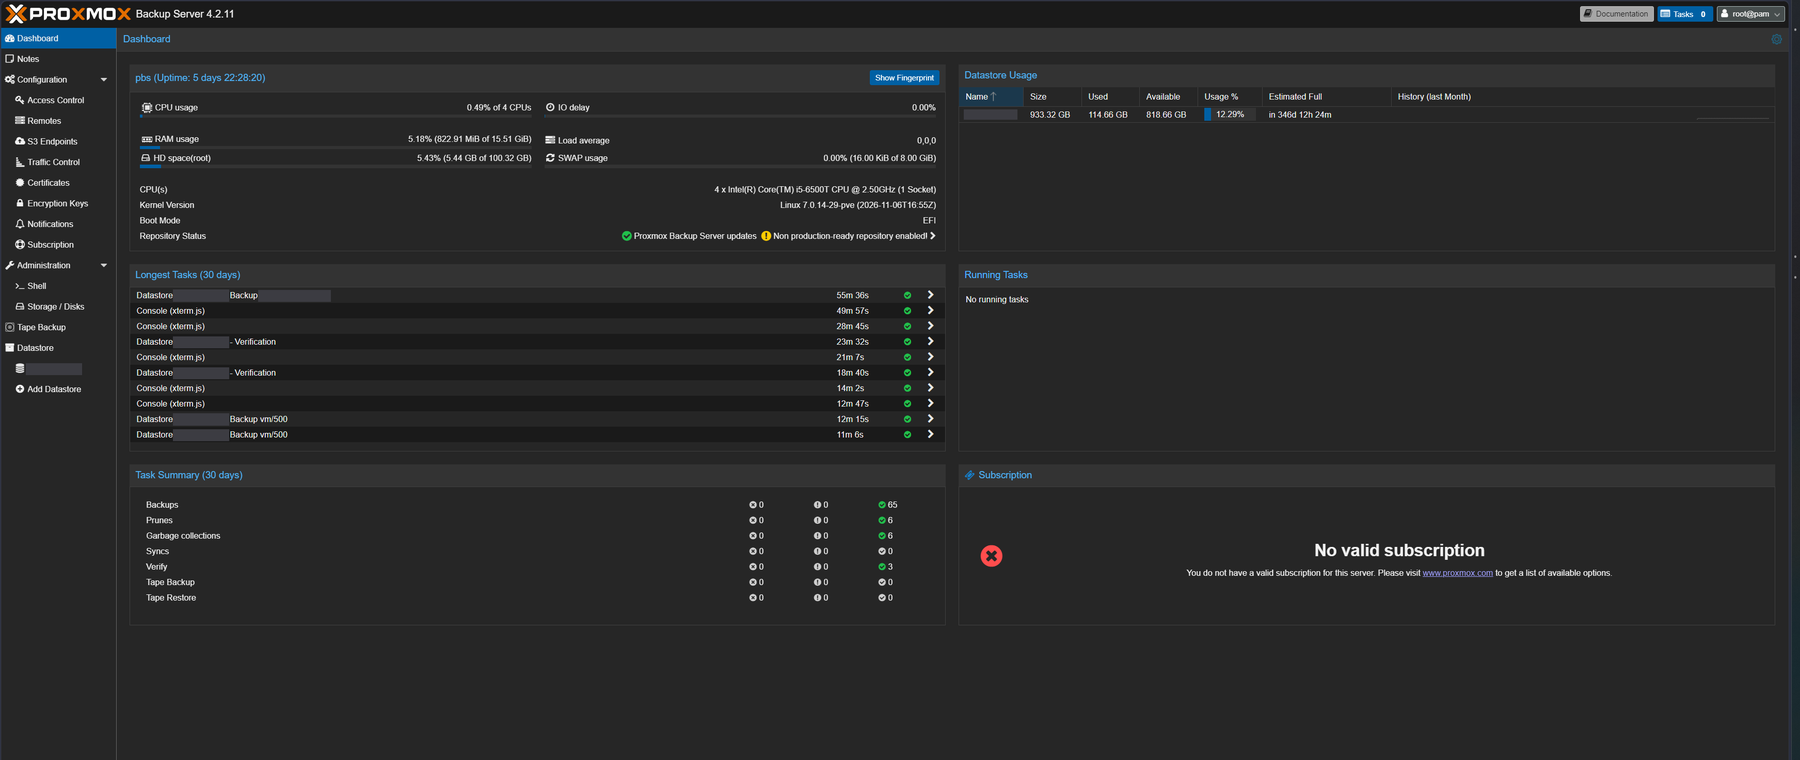 PROXMOX Backup Server 4.2.11
Documentation
Tasks 0
root@pam
Dashboard
Notes
Configuration
Access Control
Remotes
S3 Endpoints
Traffic Control
Certificates
Encryption Keys
Notifications
Subscription
Administration
Shell
Storage / Disks
Tape Backup
Datastore
Add Datastore
Dashboard
pbs (Uptime: 5 days 22:28:20)
Show Fingerprint
CPU usage 0.49% of 4 CPUs
IO delay 0.00%
RAM usage 5.18% (822.91 MiB of 15.51 GiB)
Load average 0,0,0
HD space(root) 5.43% (5.44 GB of 100.32 GB)
SWAP usage 0.00% (16.00 KiB of 8.00 GiB)
CPU(s) 4 x Intel(R) Core(TM) i5-6500T CPU @ 2.50GHz (1 Socket)
Kernel Version Linux 7.0.14-29-pve (2026-11-06T16:55Z)
Boot Mode EFI
Repository Status Proxmox Backup Server updates Non production-ready repository enabled!
Datastore Usage
Name Size Used Available Usage % Estimated Full History (last Month)
933.32 GB 114.66 GB 818.66 GB 12.29% in 346d 12h 24m
Longest Tasks (30 days)
Datastore Backup 55m 36s
Console (xterm.js) 49m 57s
Console (xterm.js) 28m 45s
Datastore - Verification 23m 32s
Console (xterm.js) 21m 7s
Datastore - Verification 18m 40s
Console (xterm.js) 14m 2s
Console (xterm.js) 12m 47s
Datastore Backup vm/500 12m 15s
Datastore Backup vm/500 11m 6s
Running Tasks
No running tasks
Task Summary (30 days)
Backups 0 0 65
Prunes 0 0 6
Garbage collections 0 0 6
Syncs 0 0 0
Verify 0 0 3
Tape Backup 0 0 0
Tape Restore 0 0 0
Subscription
No valid subscription
You do not have a valid subscription for this server. Please visit www.proxmox.com to get a list of available options.